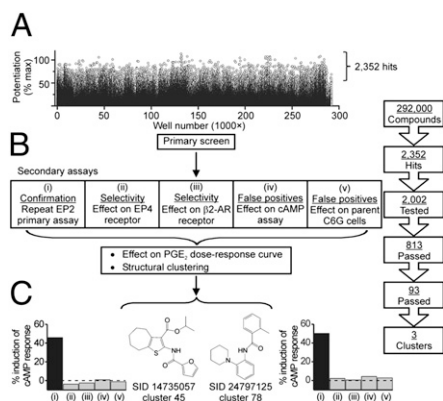 A
Potentiation
(% max)
100
50
0
0
50
100
150
200
250
300
Well number (1000×)
2,352 hits
B
Primary screen
Secondary assays
(i)
Confirmation
Repeat EP2
primary assay
(ii)
Selectivity
Effect on EP4
receptor
(iii)
Selectivity
Effect on β2-AR
receptor
(iv)
False positives
Effect on cAMP
assay
(v)
False positives
Effect on parent
C6G cells
• Effect on PGE₂ dose-response curve
• Structural clustering
292,000
Compounds
2,352
Hits
2,002
Tested
813
Passed
93
Passed
3
Clusters
C
% induction of
cAMP response
60
40
20
0
(i) (ii) (iii) (iv) (v)
O
O
S
NH
O
O
SID 14735057
cluster 45
O
NH
N
SID 24797125
cluster 78
% induction of
cAMP response
60
40
20
0
(i) (ii) (iii) (iv) (v)